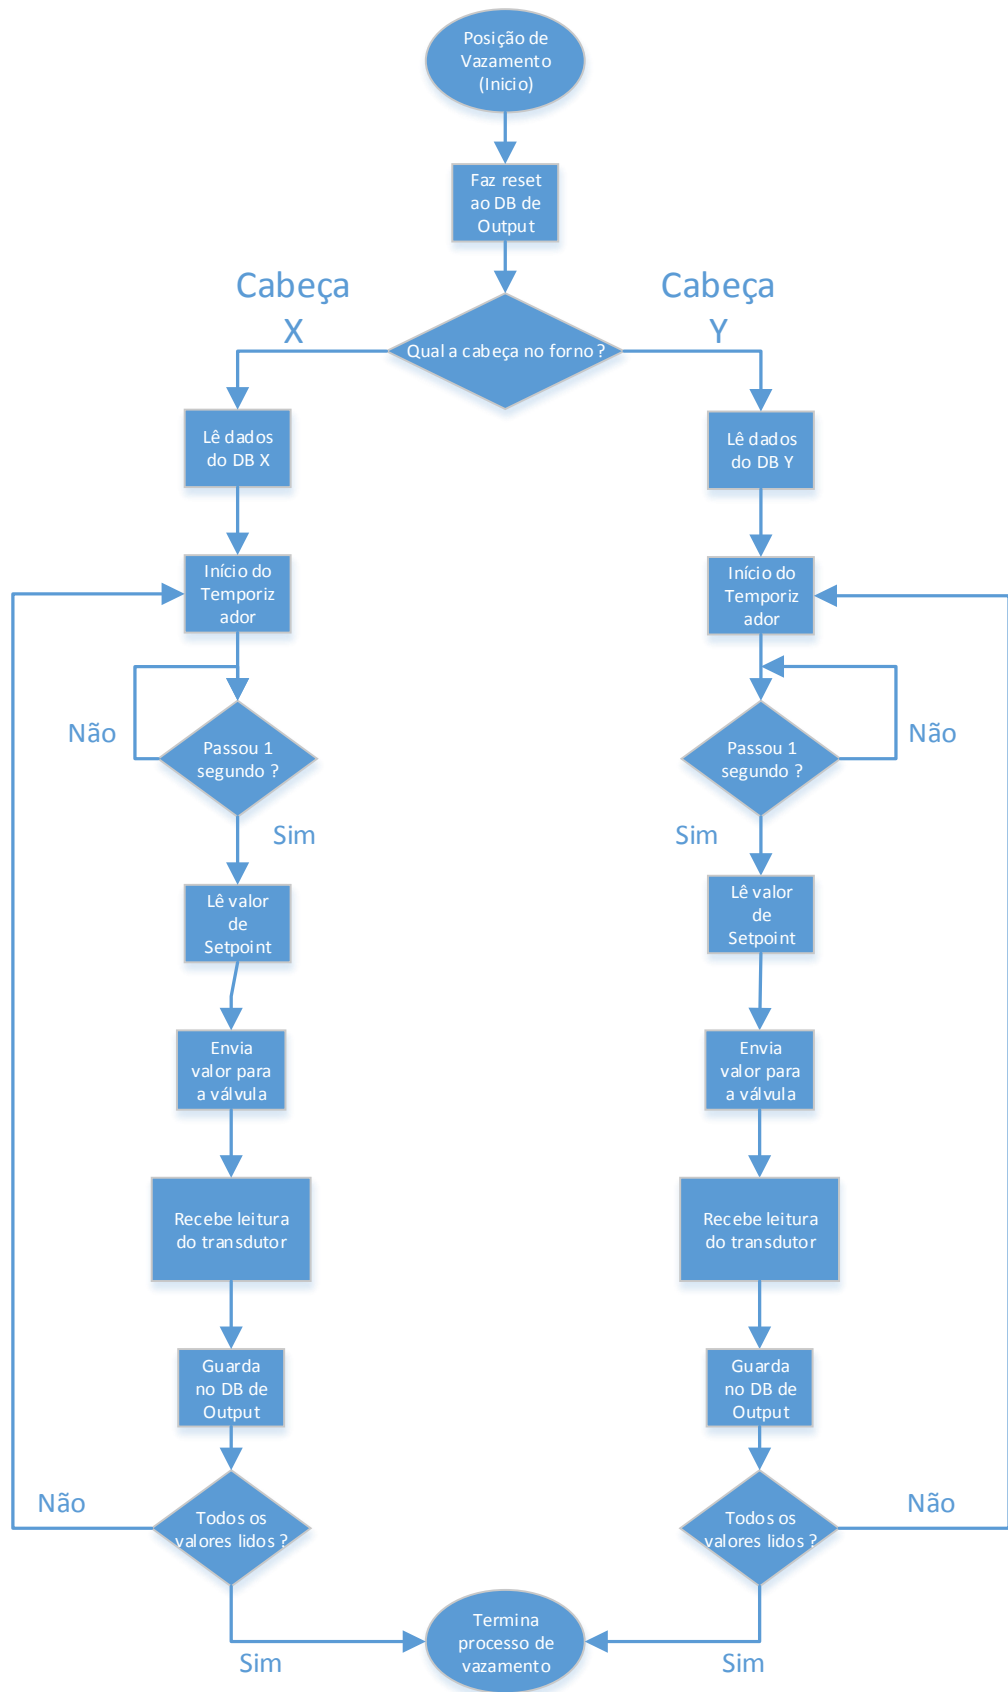 Posição de
Vazamento
(Inicio)
Faz reset
ao DB de
Output
Cabeça
X
Cabeça
Y
Qual a cabeça no forno ?
Lê dados
do DB X
Início do
Temporiz
ador
Não
Passou 1
segundo ?
Sim
Lê valor
de
Setpoint
Envia
valor para
a válvula
Recebe leitura
do transdutor
Guarda
no DB de
Output
Não
Todos os
valores lidos ?
Sim
Lê dados
do DB Y
Início do
Temporiz
ador
Não
Passou 1
segundo ?
Sim
Lê valor
de
Setpoint
Envia
valor para
a válvula
Recebe leitura
do transdutor
Guarda
no DB de
Output
Não
Todos os
valores lidos ?
Sim
Termina
processo de
vazamento